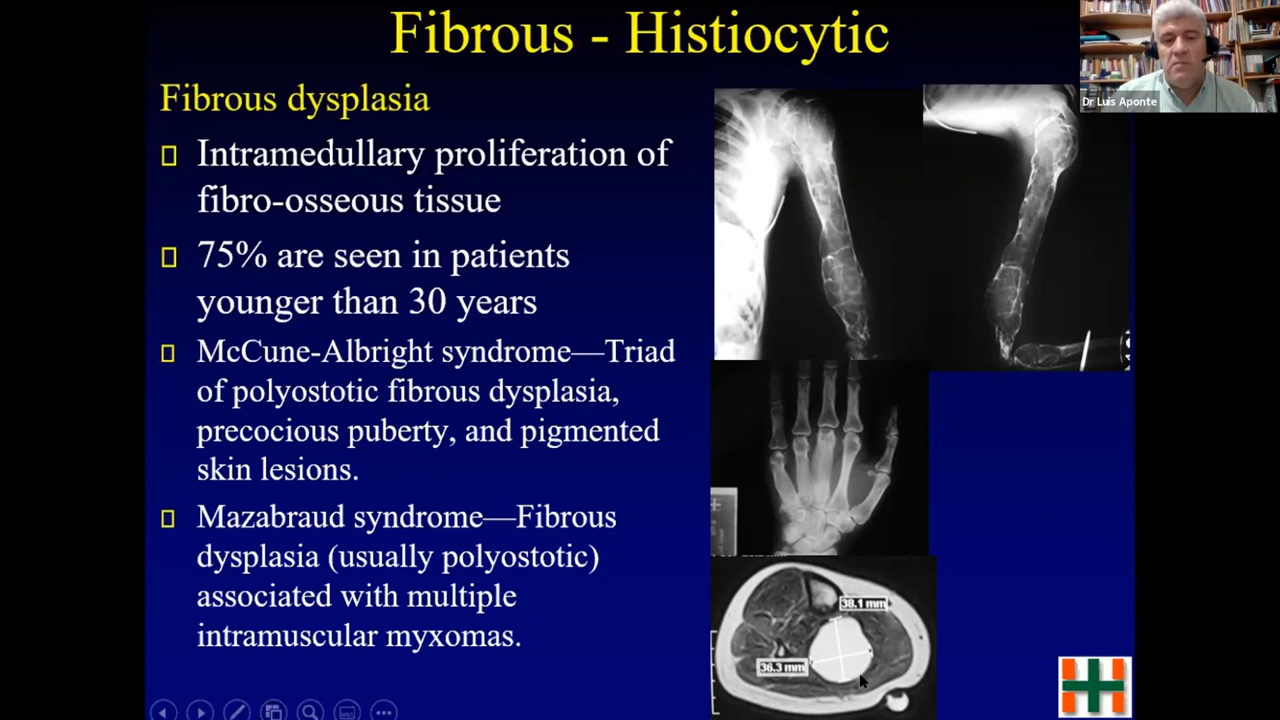 Fibrous - Histiocytic
Dr Luis Aponte
Fibrous dysplasia
Intramedullary proliferation of
fibro-osseous tissue
75% are seen in patients
younger than 30 years
McCune-Albright syndrome—Triad
of polyostotic fibrous dysplasia,
precocious puberty, and pigmented
skin lesions.
Mazabraud syndrome—Fibrous
dysplasia (usually polyostotic)
associated with multiple
intramuscular myxomas.
38.1 mm
36.3 mm